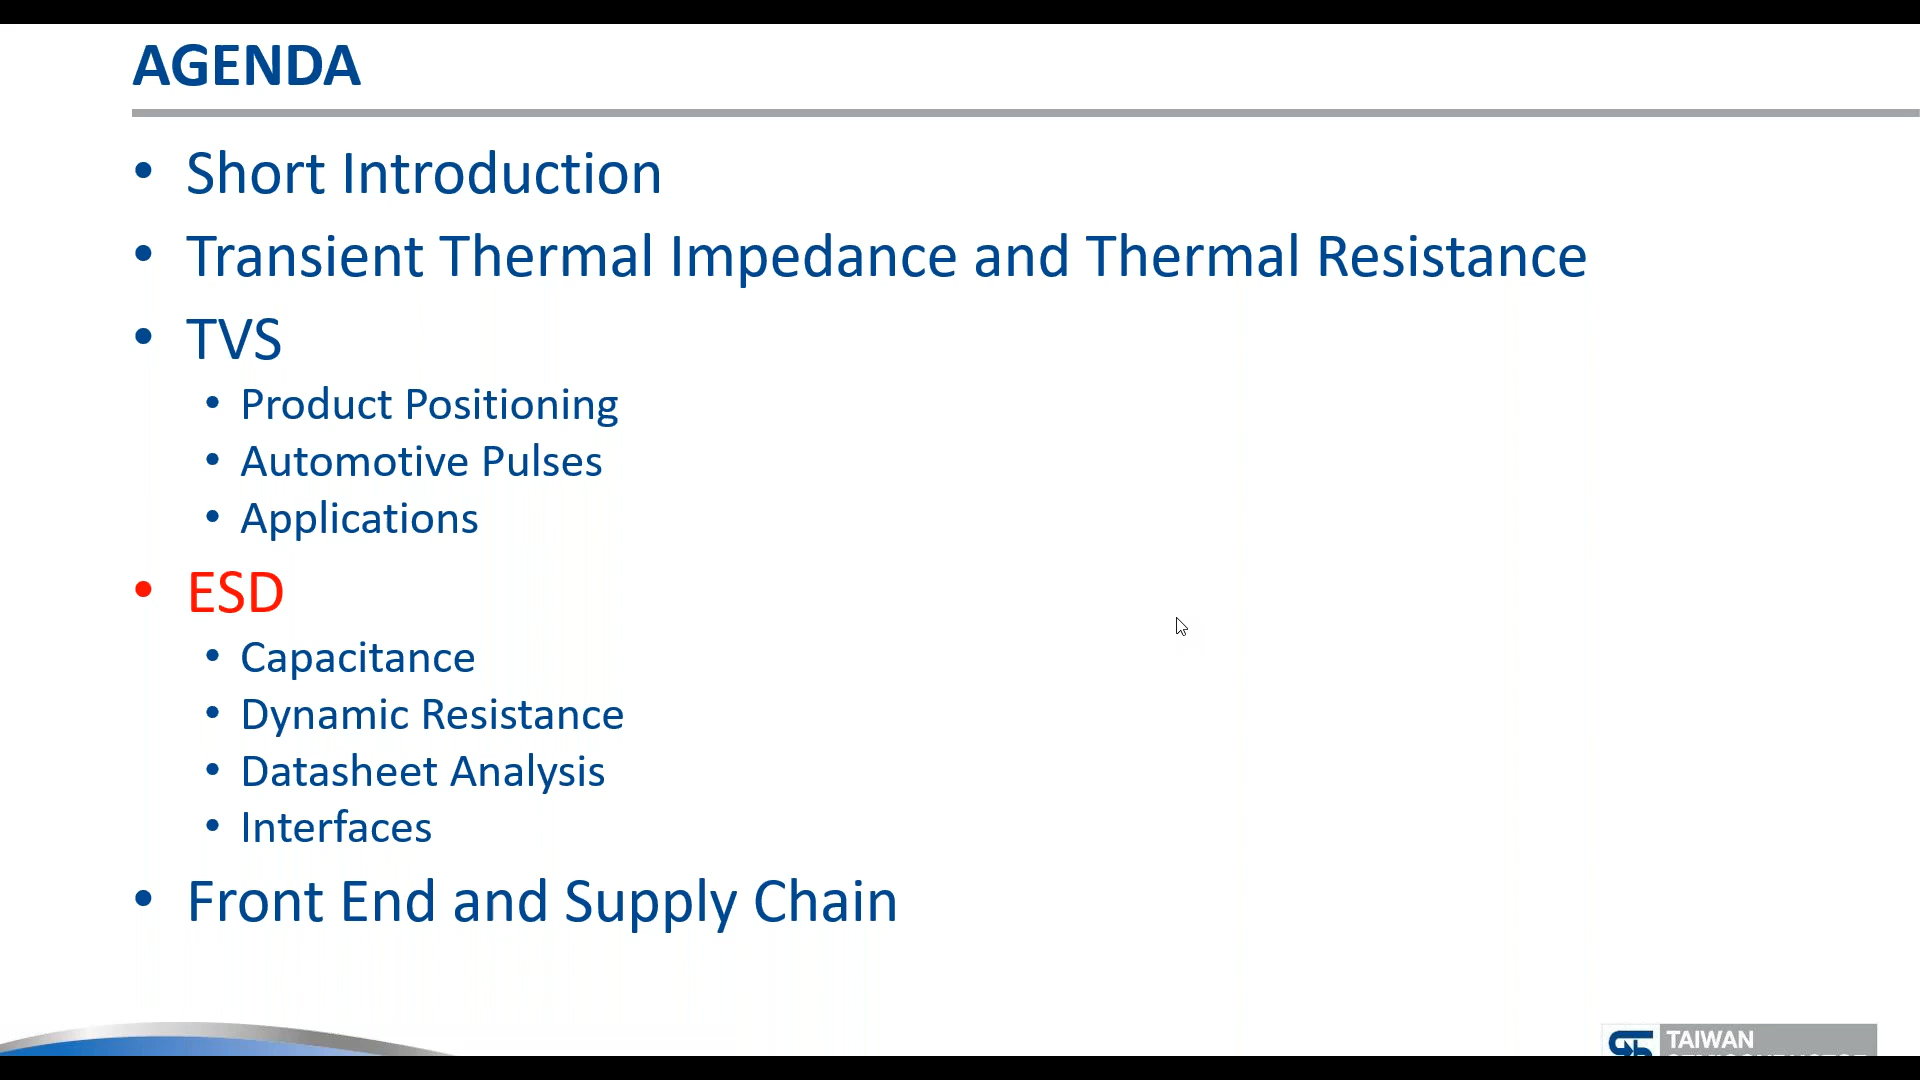 AGENDA
• Short Introduction
• Transient Thermal Impedance and Thermal Resistance
• TVS
• Product Positioning
• Automotive Pulses
• Applications
• ESD
• Capacitance
• Dynamic Resistance
• Datasheet Analysis
• Interfaces
• Front End and Supply Chain
TAIWAN